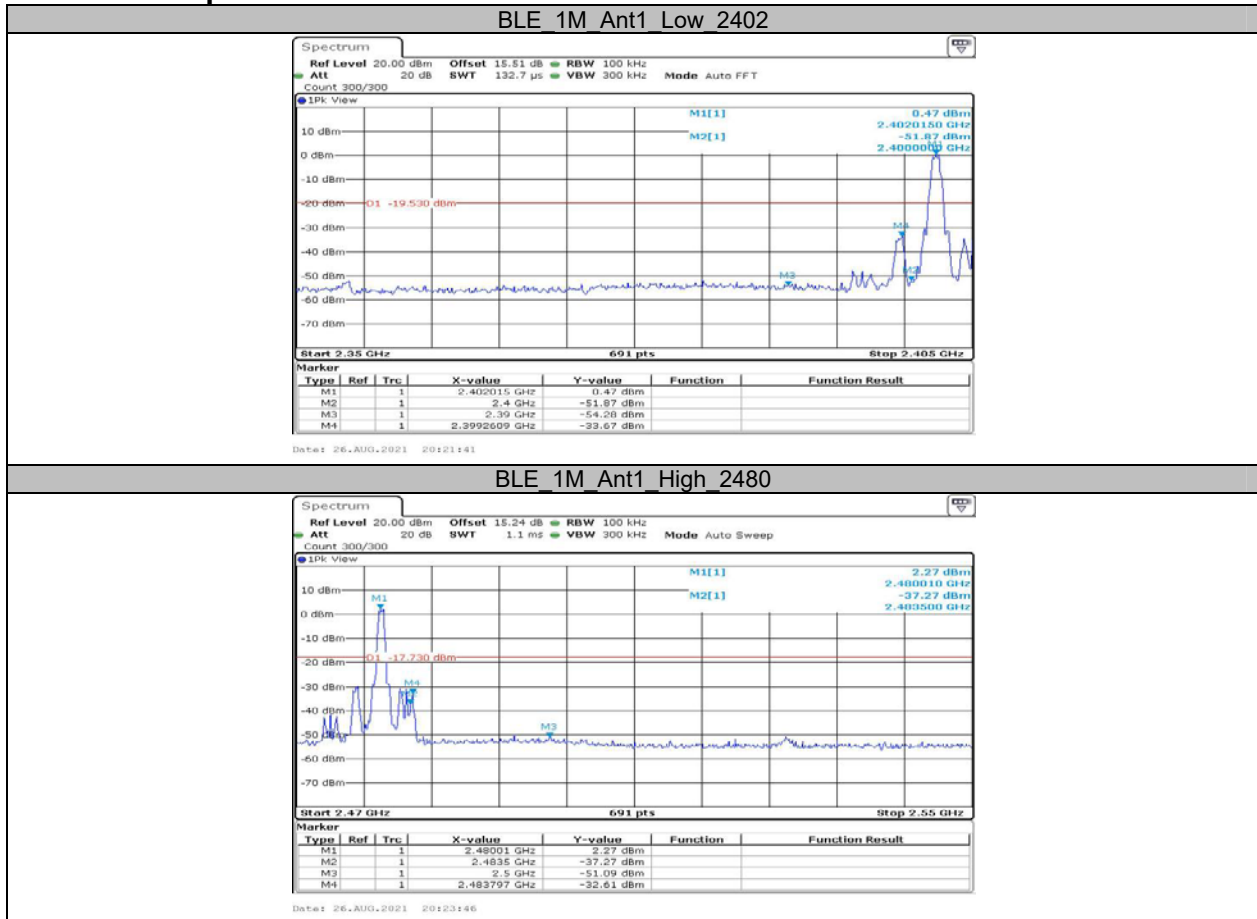 BLE_1M_Ant1_Low_2402
Spectrum
Ref Level 20.00 dBm Offset 15.51 dB RBW 100 kHz
Att 20 dB SWT 132.7 µs VBW 300 kHz Mode Auto FFT
Count 300/300
1Pk View
M1[1] 0.47 dBm
2.4020150 GHz
M2[1] -51.87 dBm
2.4000000 GHz
M1
10 dBm
0 dBm
-10 dBm
-20 dBm
D1 -19.530 dBm
-30 dBm
M4
-40 dBm
-50 dBm
M3
M2
-60 dBm
-70 dBm
Start 2.35 GHz 691 pts Stop 2.405 GHz
Marker
Type Ref Trc X-value Y-value Function Function Result
M1 1 2.402015 GHz 0.47 dBm
M2 1 2.4 GHz -51.87 dBm
M3 1 2.39 GHz -54.28 dBm
M4 1 2.3992609 GHz -33.67 dBm
Date: 26.AUG.2021 20:21:41
BLE_1M_Ant1_High_2480
Spectrum
Ref Level 20.00 dBm Offset 15.24 dB RBW 100 kHz
Att 20 dB SWT 1.1 ms VBW 300 kHz Mode Auto Sweep
Count 300/300
1Pk View
M1[1] 2.27 dBm
2.480010 GHz
M2[1] -37.27 dBm
2.483500 GHz
10 dBm
M1
0 dBm
-10 dBm
-20 dBm
D1 -17.730 dBm
-30 dBm
M4
-40 dBm
-50 dBm
M3
-60 dBm
-70 dBm
Start 2.47 GHz 691 pts Stop 2.55 GHz
Marker
Type Ref Trc X-value Y-value Function Function Result
M1 1 2.48001 GHz 2.27 dBm
M2 1 2.4835 GHz -37.27 dBm
M3 1 2.5 GHz -51.09 dBm
M4 1 2.483797 GHz -32.61 dBm
Date: 26.AUG.2021 20:23:46